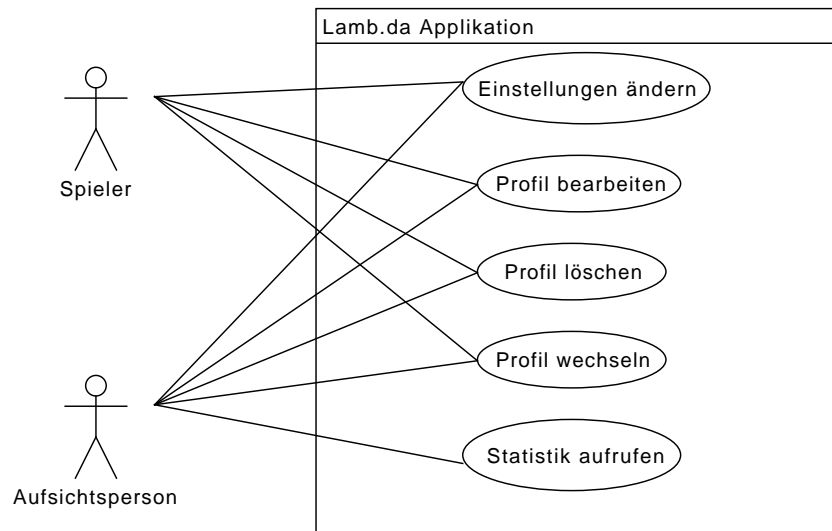 Lamb.da Applikation
Einstellungen ändern
Spieler
Profil bearbeiten
Profil löschen
Profil wechseln
Statistik aufrufen
Aufsichtsperson